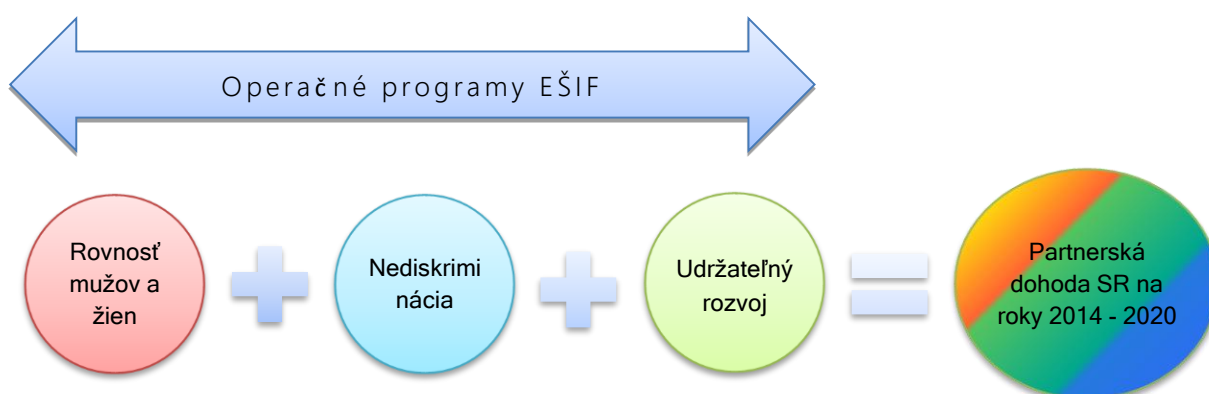 Operačné programy EŠIF
Rovnosť
mužov a
žien
Nediskrimi
nácia
Udržateľný
rozvoj
Partnerská
dohoda SR na
roky 2014 - 2020